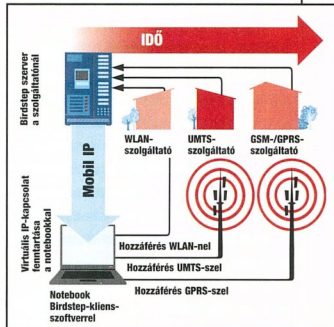 IDŐ
Birdstep szerver
a szolgáltatónál
WLAN-
szolgáltató
UMTS-
szolgáltató
GSM-/GPRS-
szolgáltató
Mobil IP
Virtuális IP-kapcsolat
fenntartása
a notebookkal
Hozzáférés WLAN-nel
Hozzáférés UMTS-szel
Hozzáférés GPRS-szel
Notebook
Birdstep-kliens-
szoftverrel